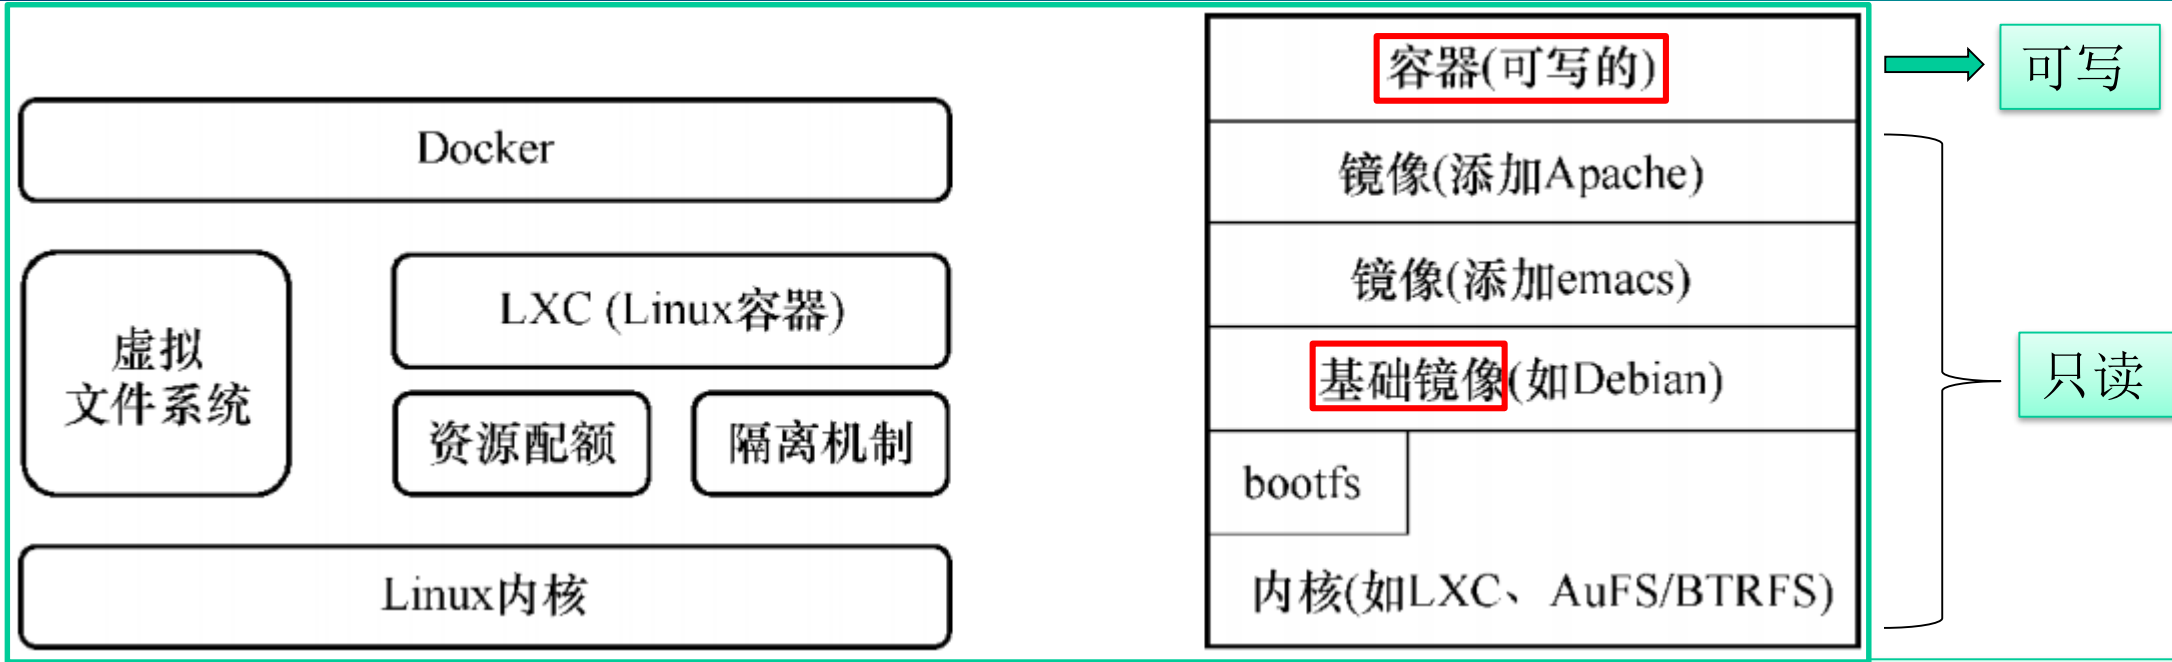 Docker
虚拟
文件系统
LXC (Linux容器)
资源配额
隔离机制
Linux内核
容器(可写的)
镜像(添加Apache)
镜像(添加emacs)
基础镜像(如Debian)
bootfs
内核(如LXC、AuFS/BTRFS)
可写
只读